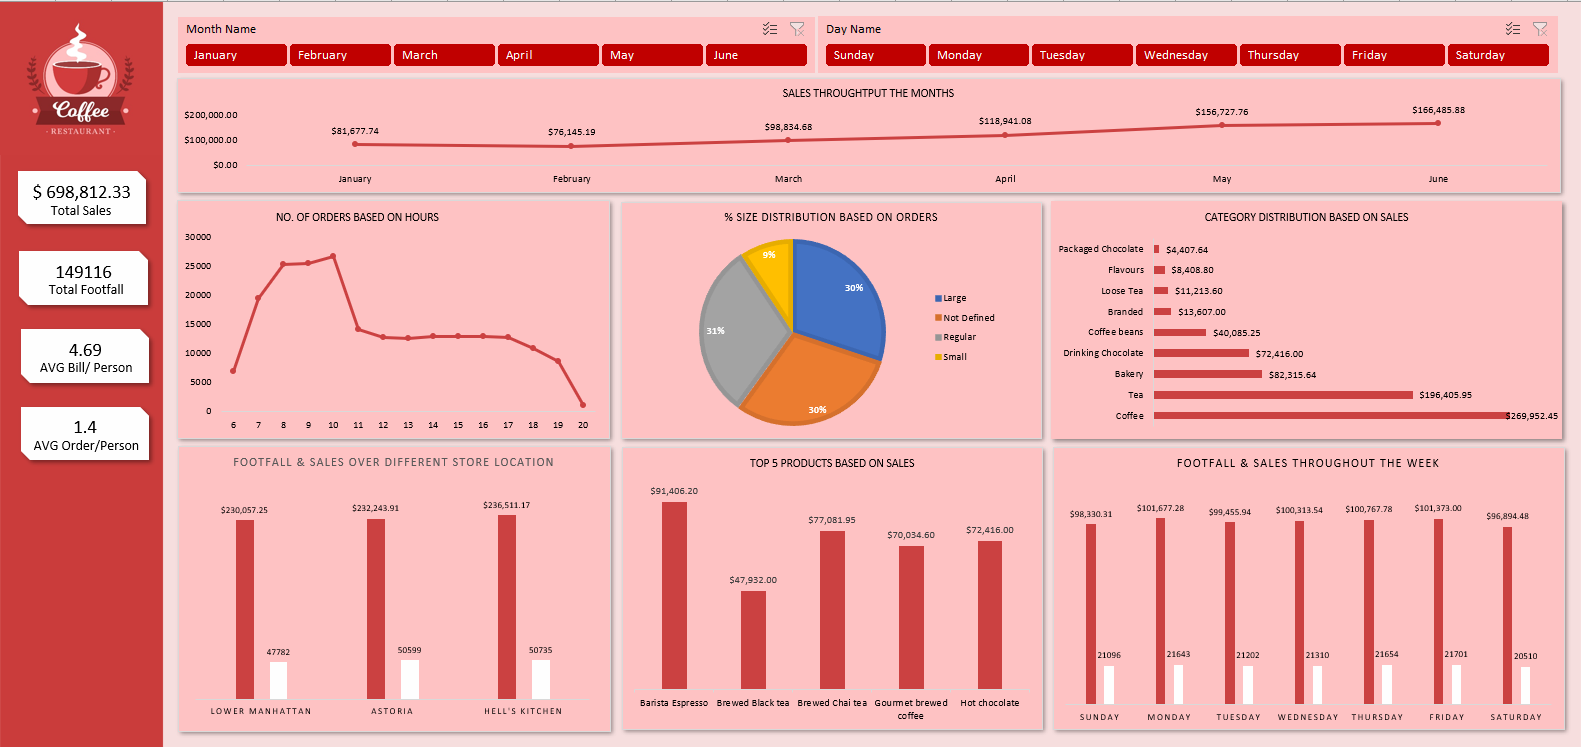 Coffee
· RESTAURANT ·
$ 698,812.33
Total Sales
149116
Total Footfall
4.69
AVG Bill/ Person
1.4
AVG Order/Person
Month Name
January February March April May June
Day Name
Sunday Monday Tuesday Wednesday Thursday Friday Saturday
SALES THROUGHTPUT THE MONTHS
$200,000.00
$100,000.00
$0.00
$81,677.74 $76,145.19 $98,834.68 $118,941.08 $156,727.76 $166,485.88
January February March April May June
NO. OF ORDERS BASED ON HOURS
30000
25000
20000
15000
10000
5000
0
6 7 8 9 10 11 12 13 14 15 16 17 18 19 20
% SIZE DISTRIBUTION BASED ON ORDERS
9%
30%
31%
30%
Large
Not Defined
Regular
Small
CATEGORY DISTRIBUTION BASED ON SALES
Packaged Chocolate $4,407.64
Flavours $8,408.80
Loose Tea $11,213.60
Branded $13,607.00
Coffee beans $40,085.25
Drinking Chocolate $72,416.00
Bakery $82,315.64
Tea $196,405.95
Coffee $269,952.45
FOOTFALL & SALES OVER DIFFERENT STORE LOCATION
$230,057.25 $232,243.91 $236,511.17
47782 50599 50735
LOWER MANHATTAN ASTORIA HELL'S KITCHEN
TOP 5 PRODUCTS BASED ON SALES
$91,406.20 $47,932.00 $77,081.95 $70,034.60 $72,416.00
Barista Espresso Brewed Black tea Brewed Chai tea Gourmet brewed coffee Hot chocolate
FOOTFALL & SALES THROUGHOUT THE WEEK
$98,330.31 $101,677.28 $99,455.94 $100,313.54 $100,767.78 $101,373.00 $96,894.48
21096 21643 21202 21310 21654 21701 20510
SUNDAY MONDAY TUESDAY WEDNESDAY THURSDAY FRIDAY SATURDAY